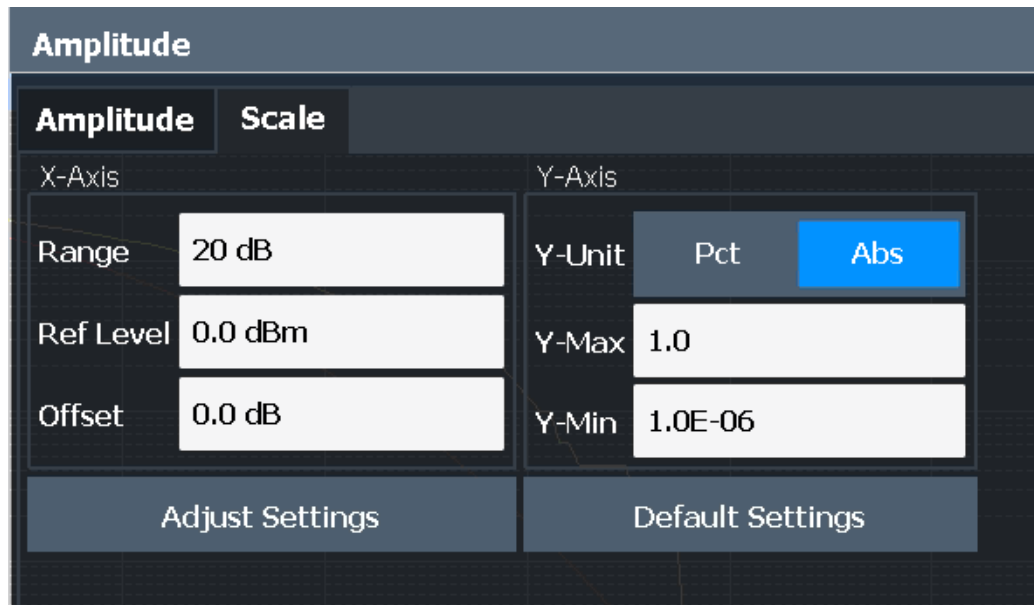 Amplitude
Amplitude Scale
X-Axis
Range 20 dB
Ref Level 0.0 dBm
Offset 0.0 dB
Adjust Settings
Y-Axis
Y-Unit Pct Abs
Y-Max 1.0
Y-Min 1.0E-06
Default Settings